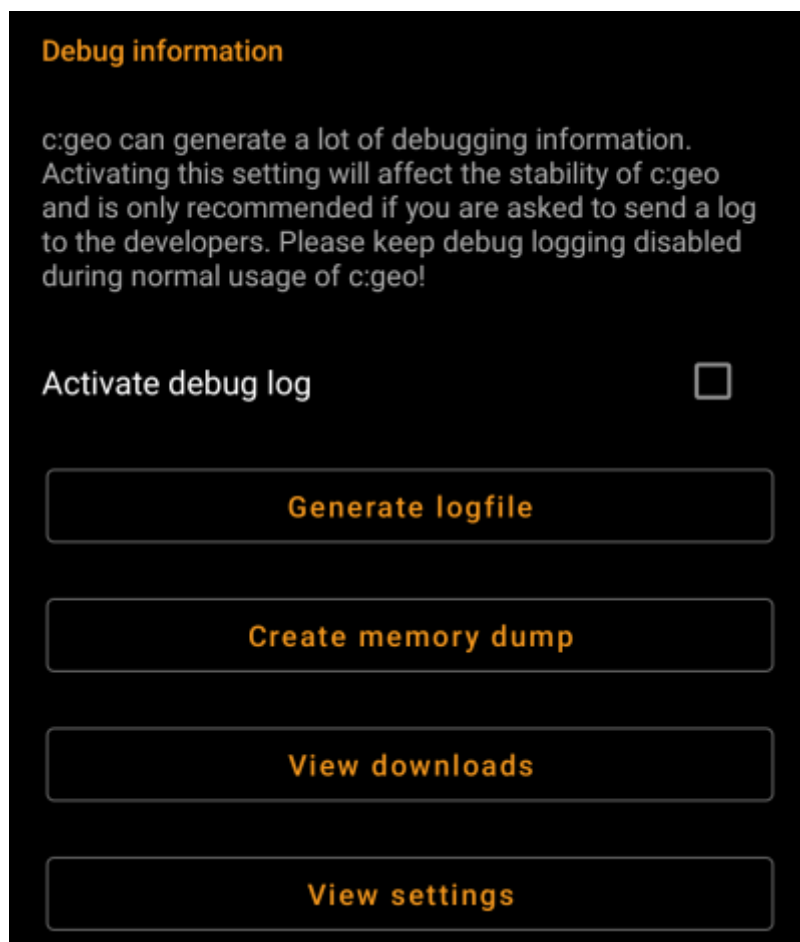 Debug information
c:geo can generate a lot of debugging information.
Activating this setting will affect the stability of c:geo
and is only recommended if you are asked to send a log
to the developers. Please keep debug logging disabled
during normal usage of c:geo!
Activate debug log
Generate logfile
Create memory dump
View downloads
View settings